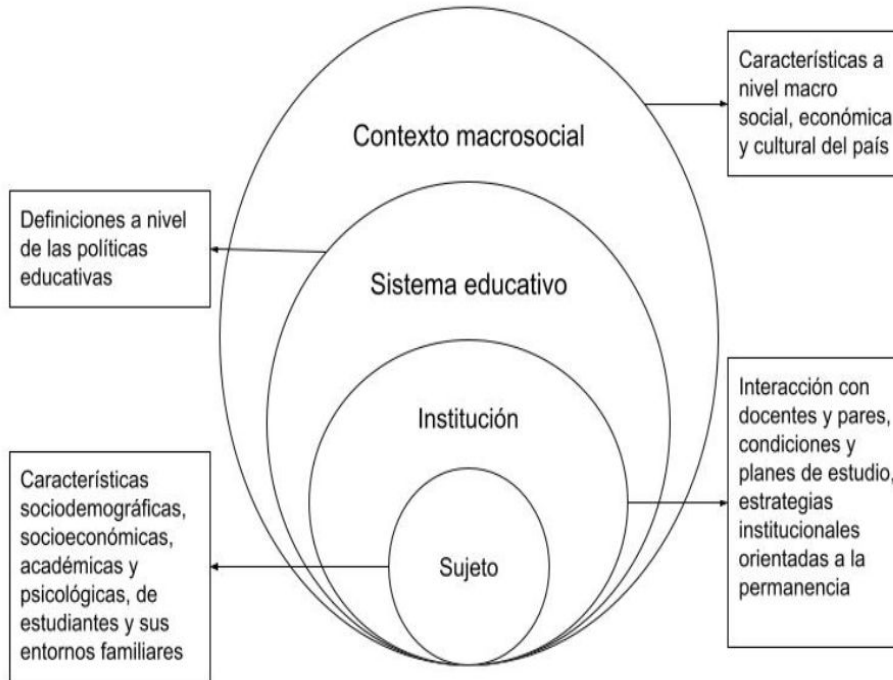 Contexto macrosocial
Características a
nivel macro
social, económica
y cultural del país
Definiciones a nivel
de las políticas
educativas
Sistema educativo
Institución
Interacción con
docentes y pares,
condiciones y
planes de estudio,
estrategias
institucionales
orientadas a la
permanencia
Características
sociodemográficas,
socioeconómicas,
académicas y
psicológicas, de
estudiantes y sus
entornos familiares
Sujeto